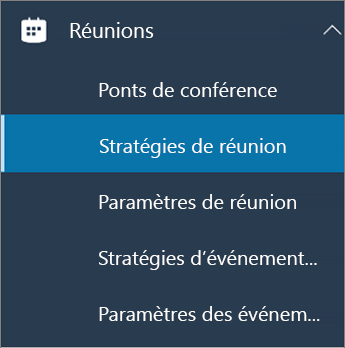 Réunions
Ponts de conférence
Stratégies de réunion
Paramètres de réunion
Stratégies d’événement...
Paramètres des événem...